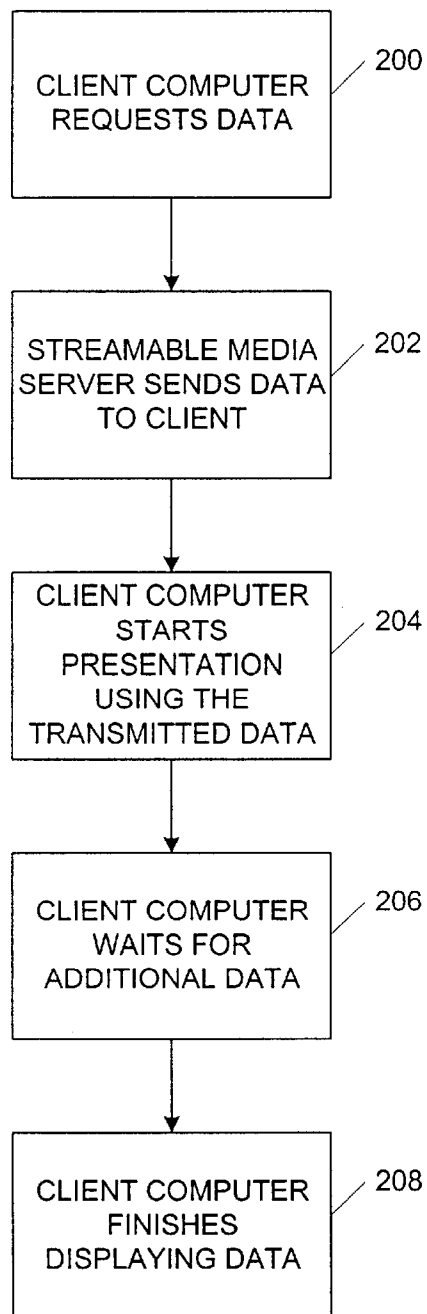 CLIENT COMPUTER
REQUESTS DATA
200
STREAMABLE MEDIA
SERVER SENDS DATA
TO CLIENT
202
CLIENT COMPUTER
STARTS
PRESENTATION
USING THE
TRANSMITTED DATA
204
CLIENT COMPUTER
WAITS FOR
ADDITIONAL DATA
206
CLIENT COMPUTER
FINISHES
DISPLAYING DATA
208